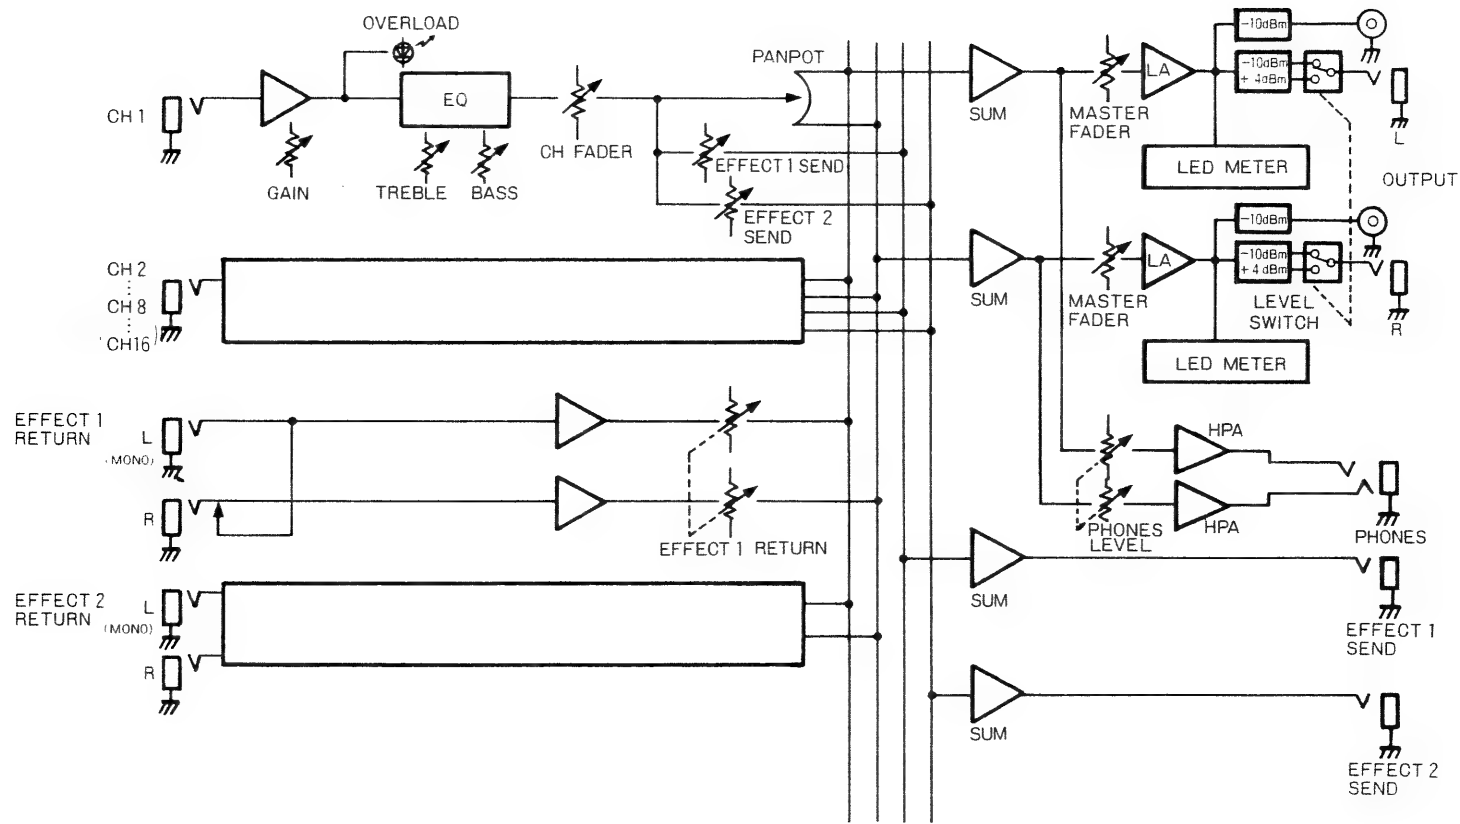 OVERLOAD
PANPOT
CH 1
EQ
GAIN
TREBLE
BASS
CH FADER
EFFECT 1 SEND
EFFECT 2
SEND
SUM
MASTER
FADER
LA
-10dBm
-10dBm
+ 4dBm
L
LED METER
OUTPUT
CH 2
CH 8
(CH16)
SUM
MASTER
FADER
LA
-10dBm
-10dBm
+ 4dBm
LEVEL
SWITCH
R
LED METER
EFFECT 1
RETURN
L
(MONO)
R
EFFECT 1 RETURN
HPA
HPA
PHONES
LEVEL
PHONES
EFFECT 2
RETURN
L
(MONO)
R
SUM
EFFECT 1
SEND
SUM
EFFECT 2
SEND